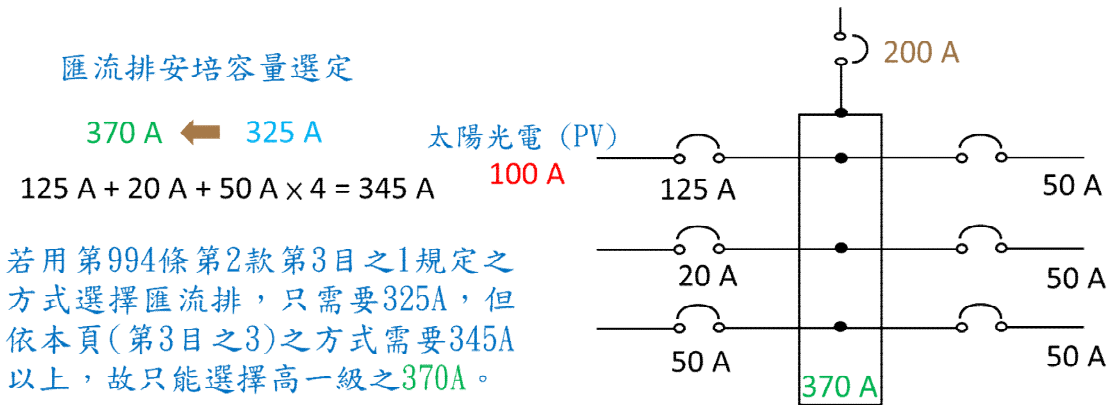 200 A
匯流排安培容量選定
370 A 325 A
太陽光電 (PV)
100 A
125 A + 20 A + 50 A × 4 = 345 A
125 A
50 A
20 A
50 A
50 A
50 A
370 A
若用第994條第2款第3目之1規定之
方式選擇匯流排，只需要325A，但
依本頁(第3目之3)之方式需要345A
以上，故只能選擇高一級之370A。